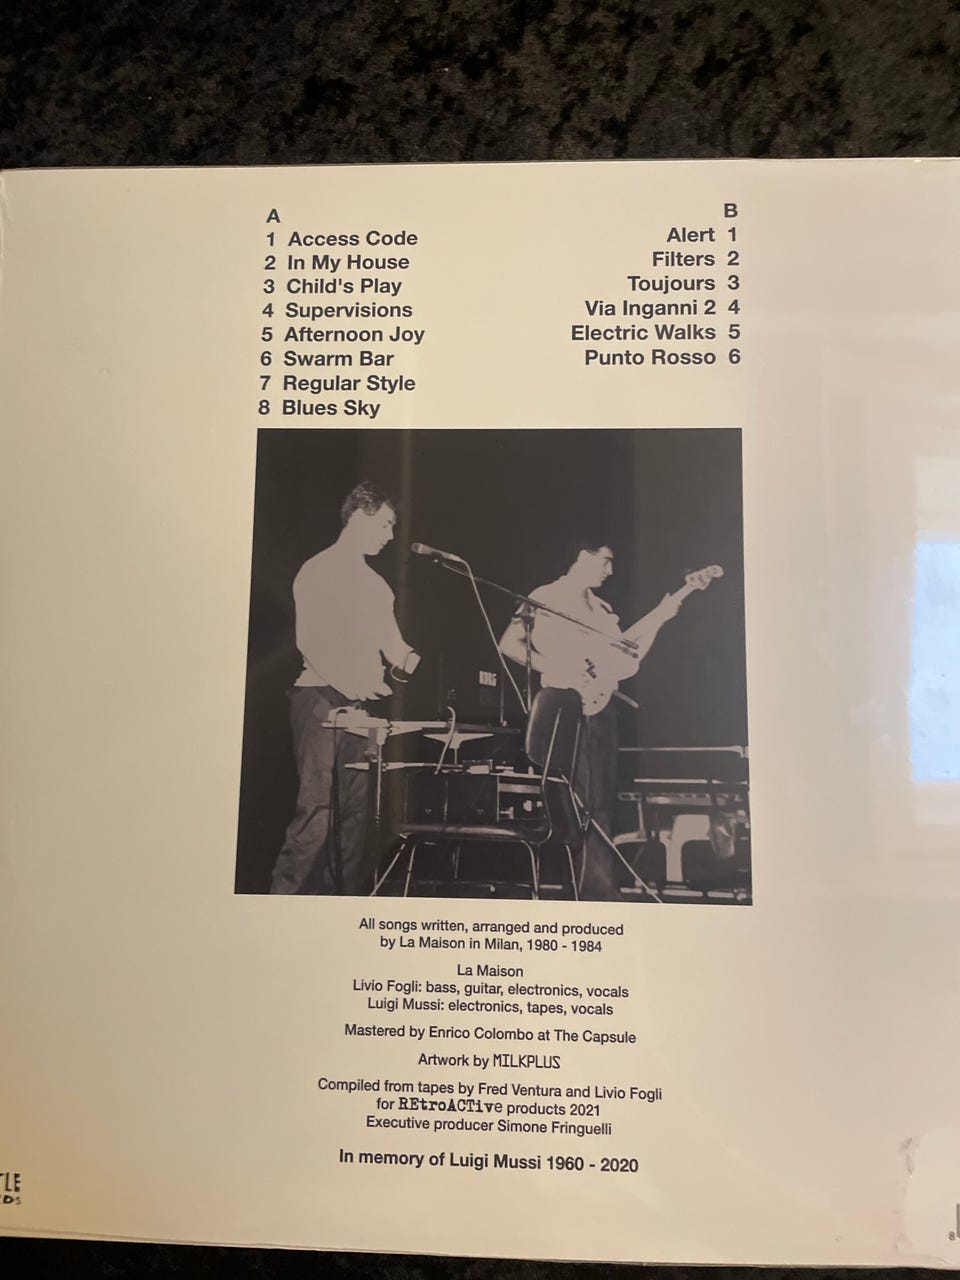 A
1 Access Code
2 In My House
3 Child's Play
4 Supervisions
5 Afternoon Joy
6 Swarm Bar
7 Regular Style
8 Blues Sky
B
Alert 1
Filters 2
Toujours 3
Via Inganni 2 4
Electric Walks 5
Punto Rosso 6
KORG
All songs written, arranged and produced
by La Maison in Milan, 1980 - 1984
La Maison
Livio Fogli: bass, guitar, electronics, vocals
Luigi Mussi: electronics, tapes, vocals
Mastered by Enrico Colombo at The Capsule
Artwork by MILKPLUS
Compiled from tapes by Fred Ventura and Livio Fogli
for REtroACTive products 2021
Executive producer Simone Fringuelli
In memory of Luigi Mussi 1960 - 2020
8